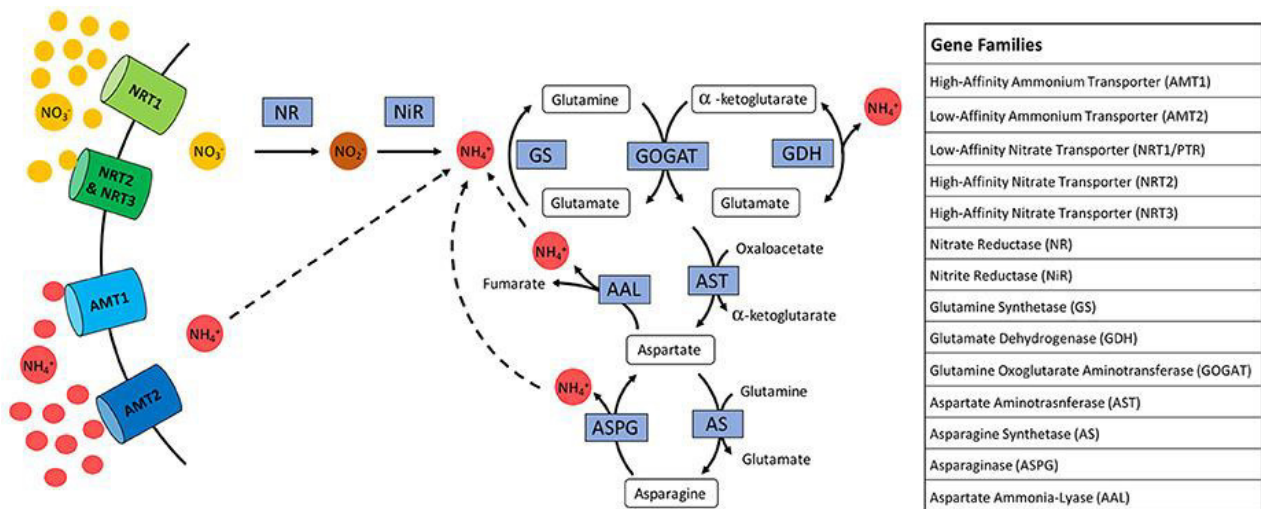 NRT1
NO₃⁻
NRT2
& NRT3
AMT1
NH₄⁺
AMT2
NO₃⁻
NH₄⁺
NR
NO₂⁻
NiR
NH₄⁺
Glutamine
α -ketoglutarate
NH₄⁺
GS
GOGAT
GDH
Glutamate
Glutamate
NH₄⁺
Oxaloacetate
Fumarate
AAL
AST
α-ketoglutarate
Aspartate
NH₄⁺
Glutamine
ASPG
AS
Glutamate
Asparagine
Gene Families
High-Affinity Ammonium Transporter (AMT1)
Low-Affinity Ammonium Transporter (AMT2)
Low-Affinity Nitrate Transporter (NRT1/PTR)
High-Affinity Nitrate Transporter (NRT2)
High-Affinity Nitrate Transporter (NRT3)
Nitrate Reductase (NR)
Nitrite Reductase (NiR)
Glutamine Synthetase (GS)
Glutamate Dehydrogenase (GDH)
Glutamine Oxoglutarate Aminotransferase (GOGAT)
Aspartate Aminotrasnferase (AST)
Asparagine Synthetase (AS)
Asparaginase (ASPG)
Aspartate Ammonia-Lyase (AAL)